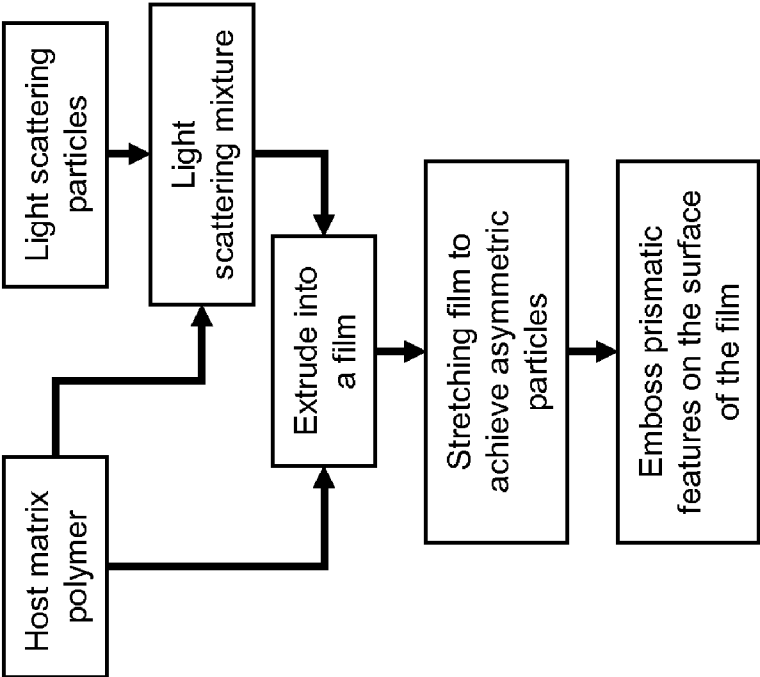 Light scattering
particles
Light
scattering mixture
Host matrix
polymer
Extrude into
a film
Stretching film to
achieve asymmetric
particles
Emboss prismatic
features on the surface
of the film